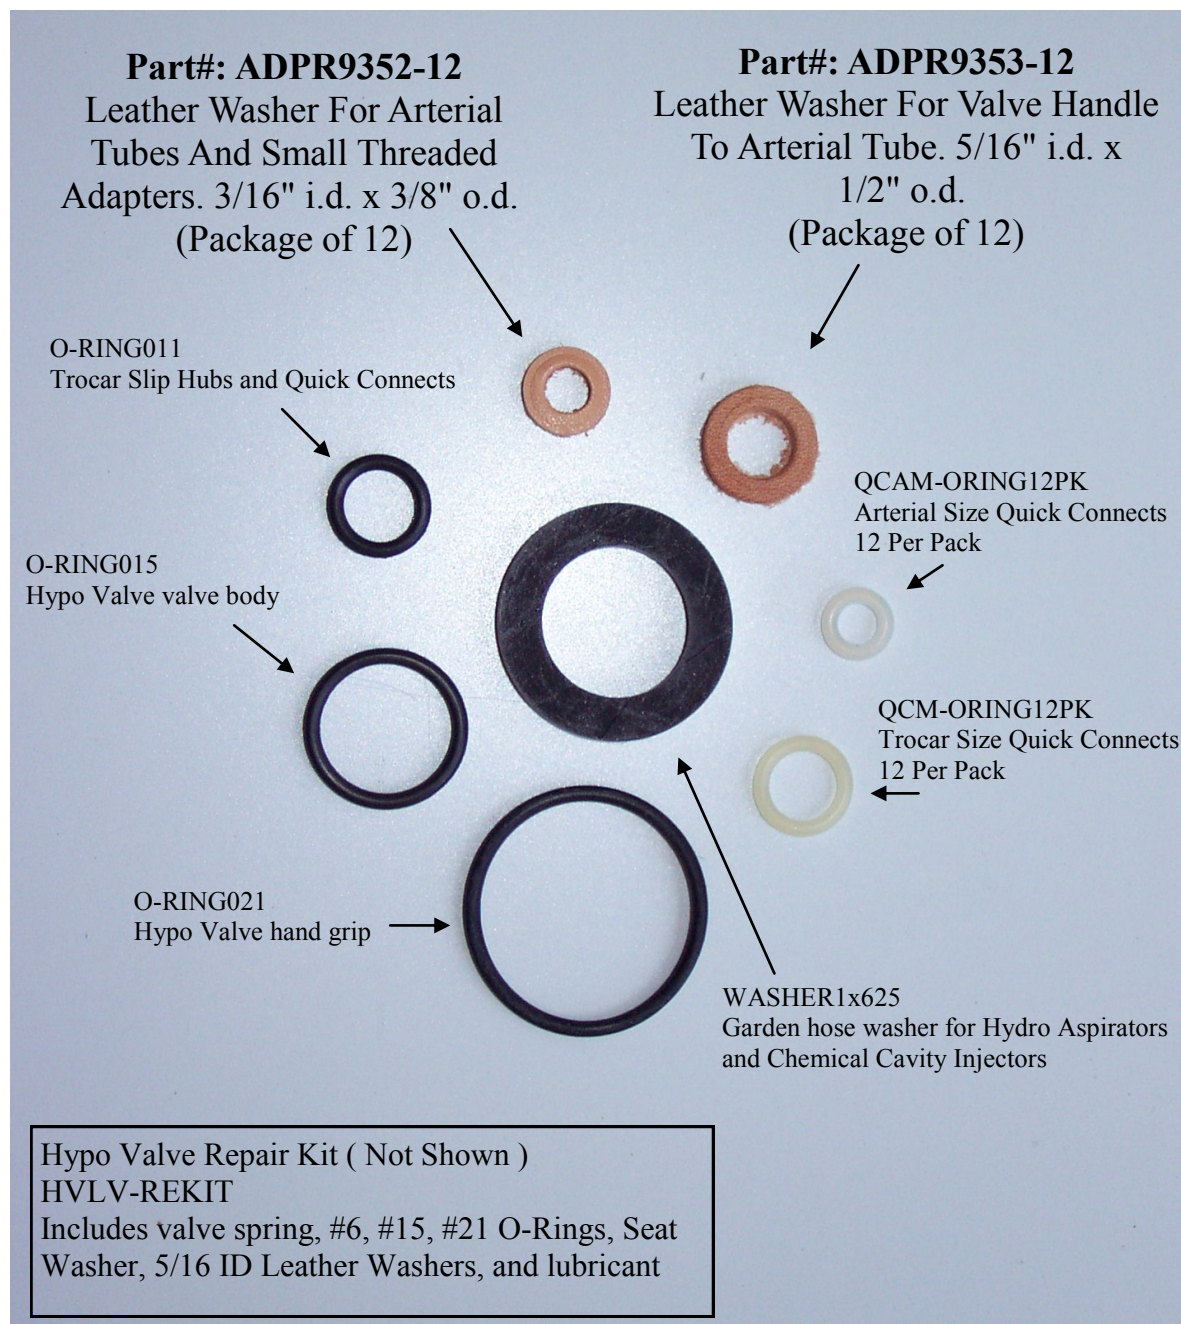 Part#: ADPR9352-12
Leather Washer For Arterial
Tubes And Small Threaded
Adapters. 3/16" i.d. x 3/8" o.d.
(Package of 12)
Part#: ADPR9353-12
Leather Washer For Valve Handle
To Arterial Tube. 5/16" i.d. x
1/2" o.d.
(Package of 12)
O-RING011
Trocar Slip Hubs and Quick Connects
QCAM-ORING12PK
Arterial Size Quick Connects
12 Per Pack
O-RING015
Hypo Valve valve body
QCM-ORING12PK
Trocar Size Quick Connects
12 Per Pack
O-RING021
Hypo Valve hand grip
WASHER1x625
Garden hose washer for Hydro Aspirators
and Chemical Cavity Injectors
Hypo Valve Repair Kit ( Not Shown )
HVLV-REKIT
Includes valve spring, #6, #15, #21 O-Rings, Seat
Washer, 5/16 ID Leather Washers, and lubricant